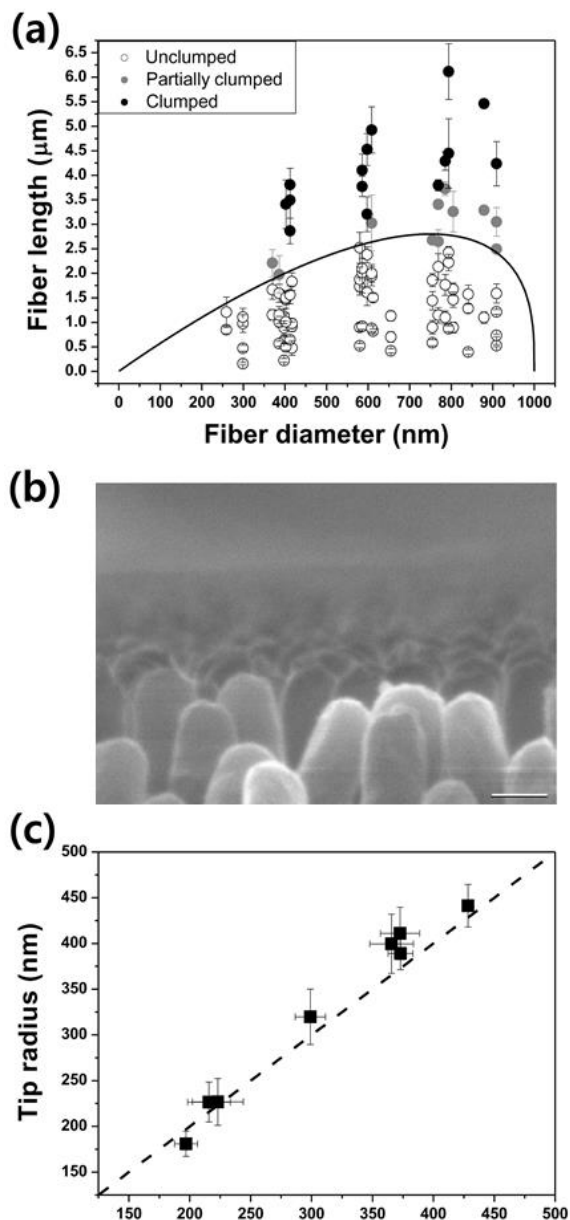 (a)
Unclumped
Partially clumped
Clumped
Fiber length (μm)
6.5
6.0
5.5
5.0
4.5
4.0
3.5
3.0
2.5
2.0
1.5
1.0
0.5
0.0
0 100 200 300 400 500 600 700 800 900 1000
Fiber diameter (nm)
(b)
(c)
Tip radius (nm)
500
450
400
350
300
250
200
150
150 200 250 300 350 400 450 500